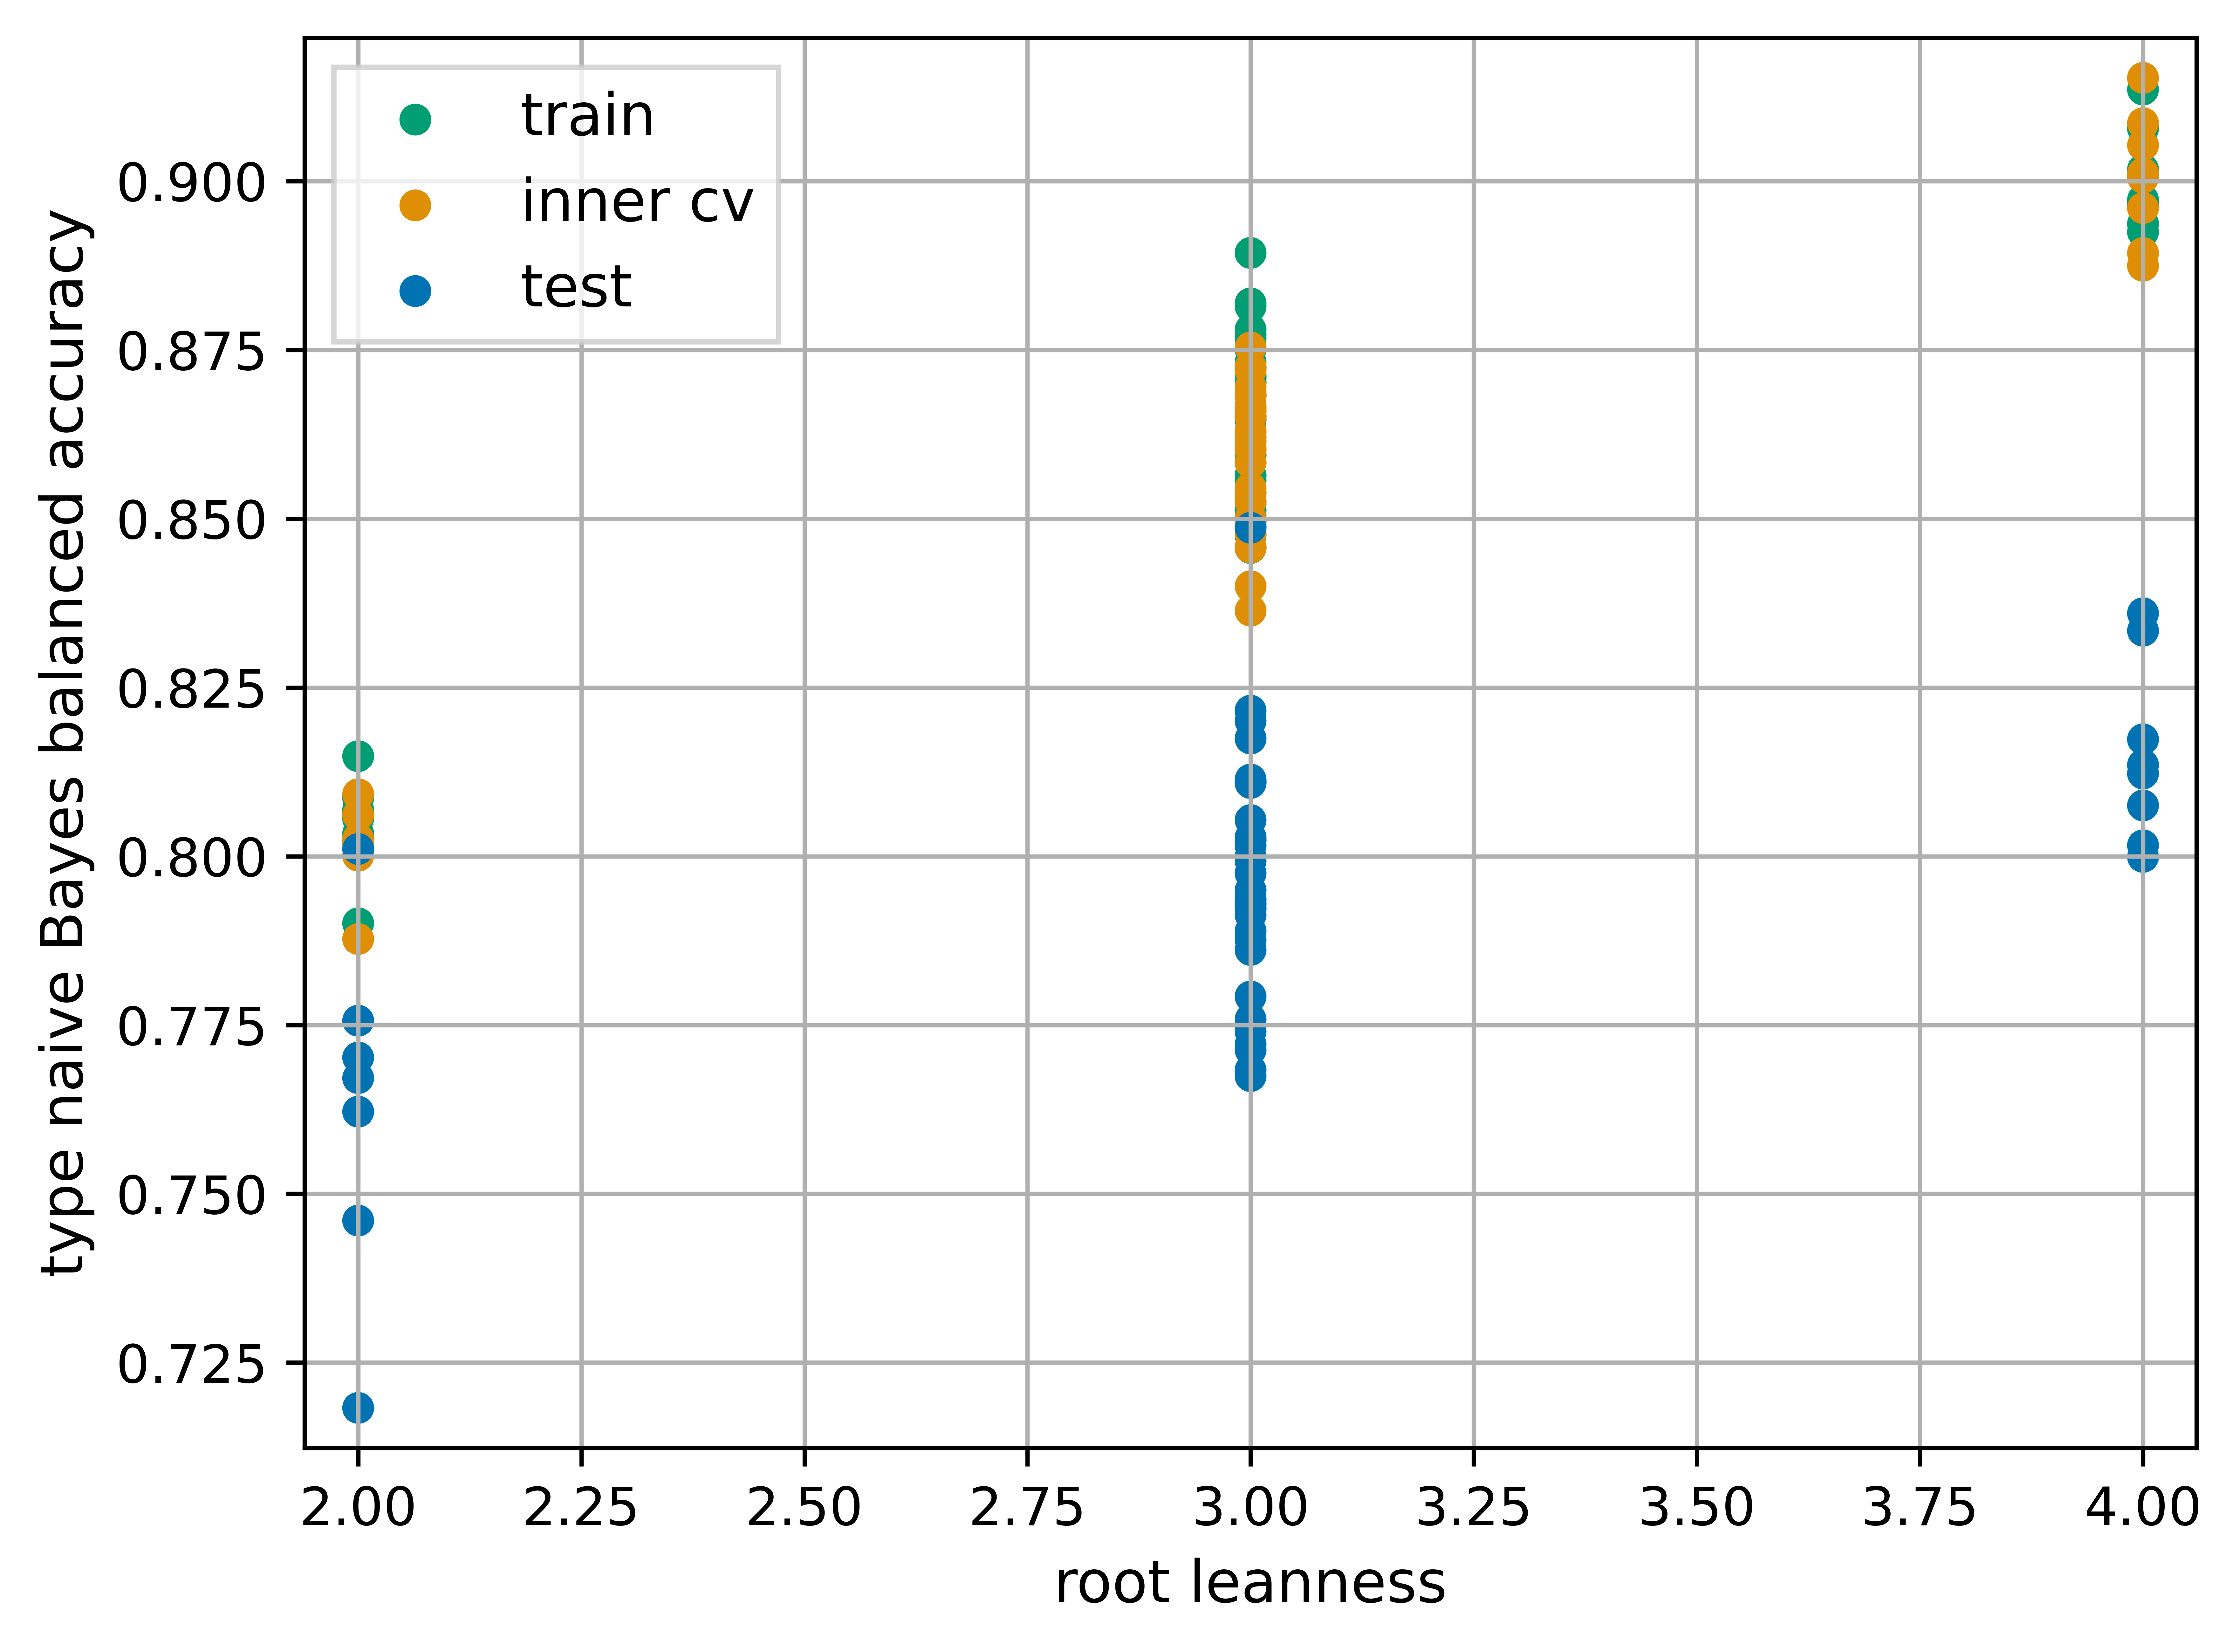 train
inner cv
test
type naive Bayes balanced accuracy
0.900
0.875
0.850
0.825
0.800
0.775
0.750
0.725
2.00 2.25 2.50 2.75 3.00 3.25 3.50 3.75 4.00
root leanness